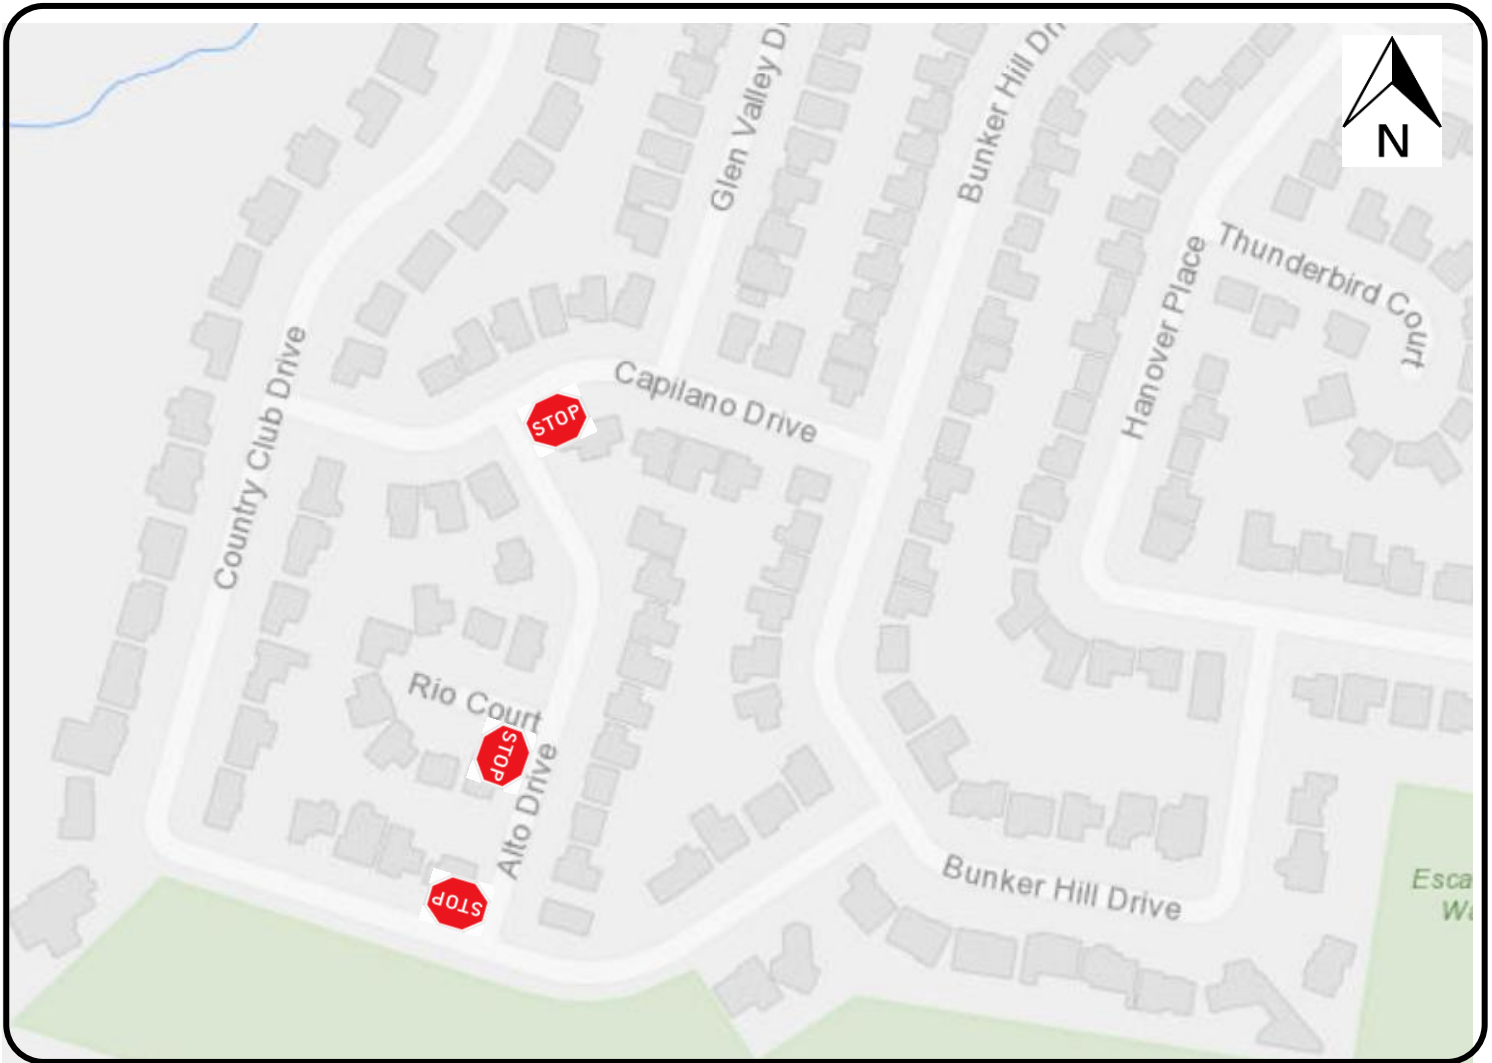 Glen Valley D
Bunker Hill Dr
N
Thunderbird Court
Hanover Place
Country Club Drive
Capilano Drive
STOP
Rio Court
STOP
Alto Drive
STOP
Bunker Hill Drive
Esca
W